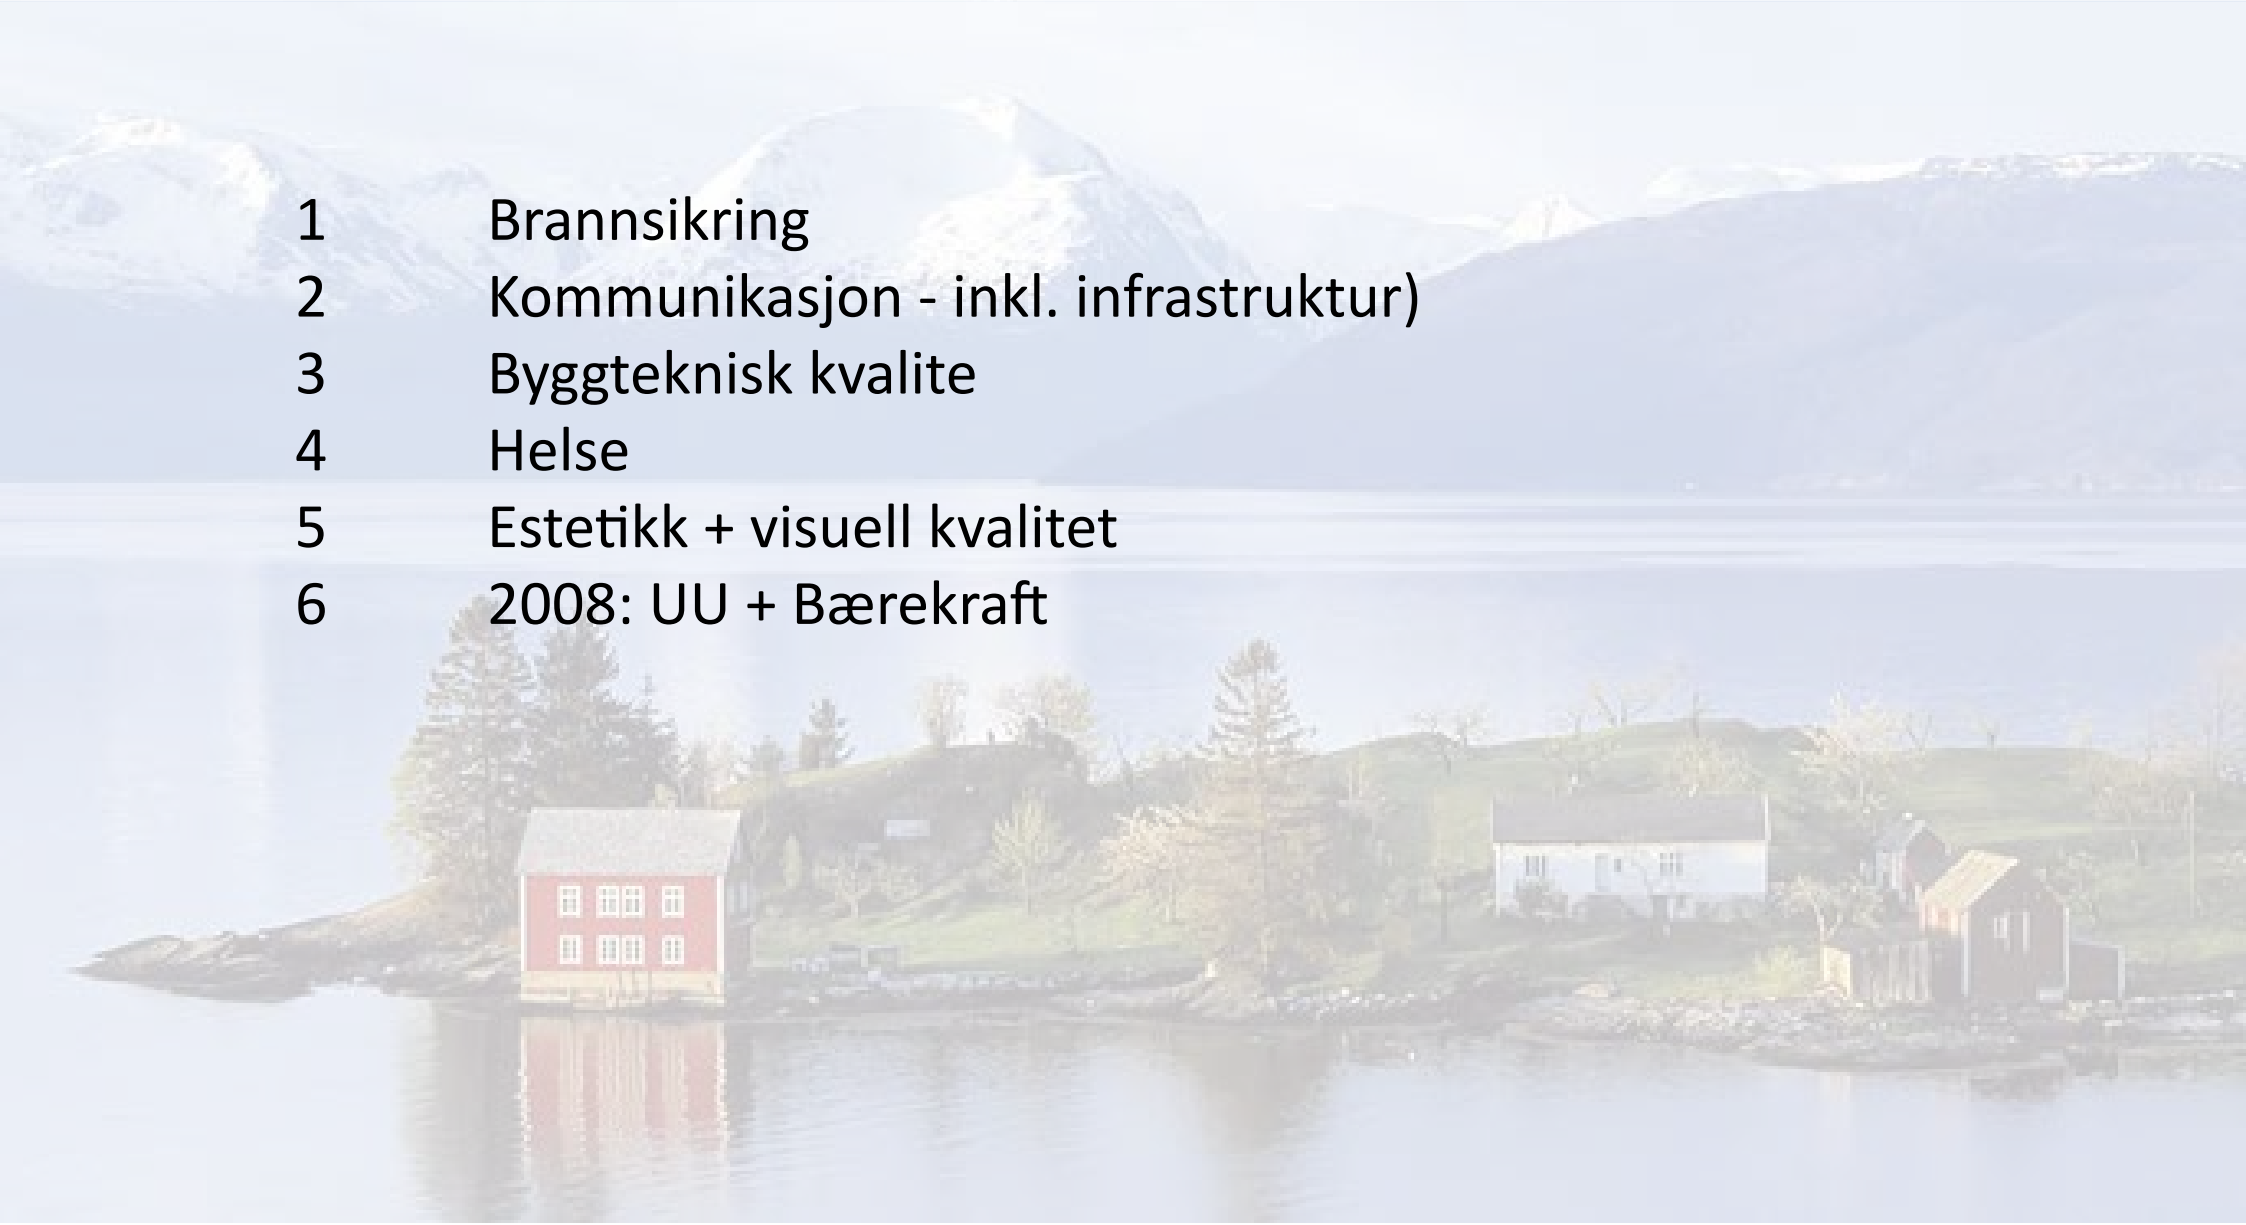 1 Brannsikring
2 Kommunikasjon - inkl. infrastruktur)
3 Byggteknisk kvalite
4 Helse
5 Estetikk + visuell kvalitet
6 2008: UU + Bærekraft